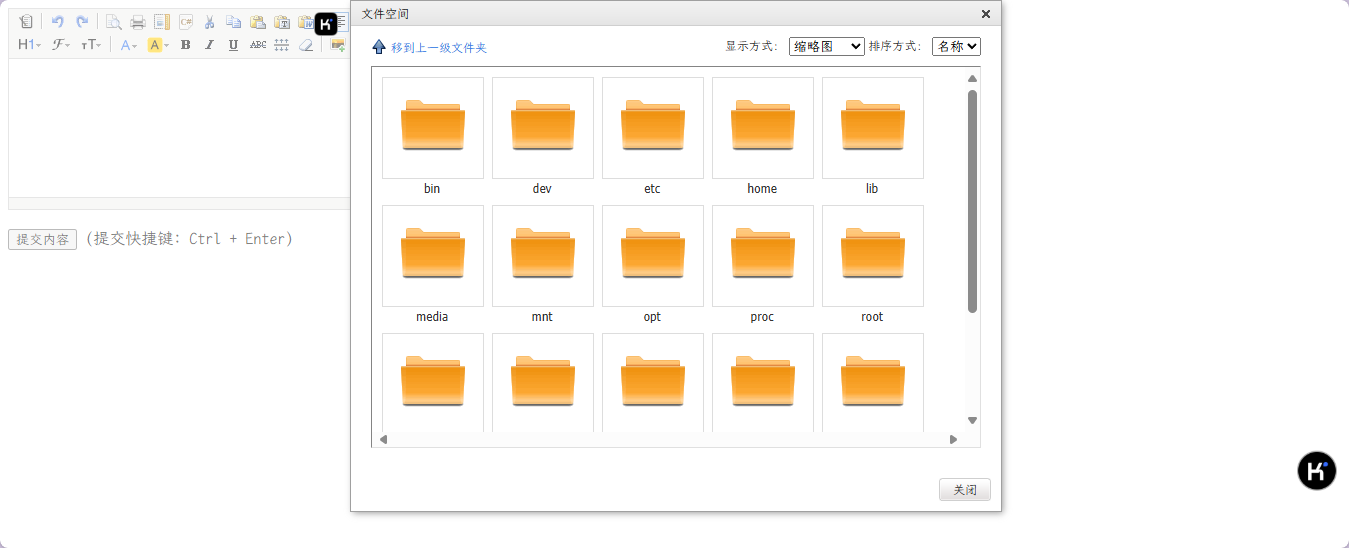 文件空间
移到上一级文件夹 显示方式： 缩略图 排序方式： 名称
H1 F тT A A B I U ABC
bin dev etc home lib
提交内容 (提交快捷键: Ctrl + Enter)
media mnt opt proc root
关闭